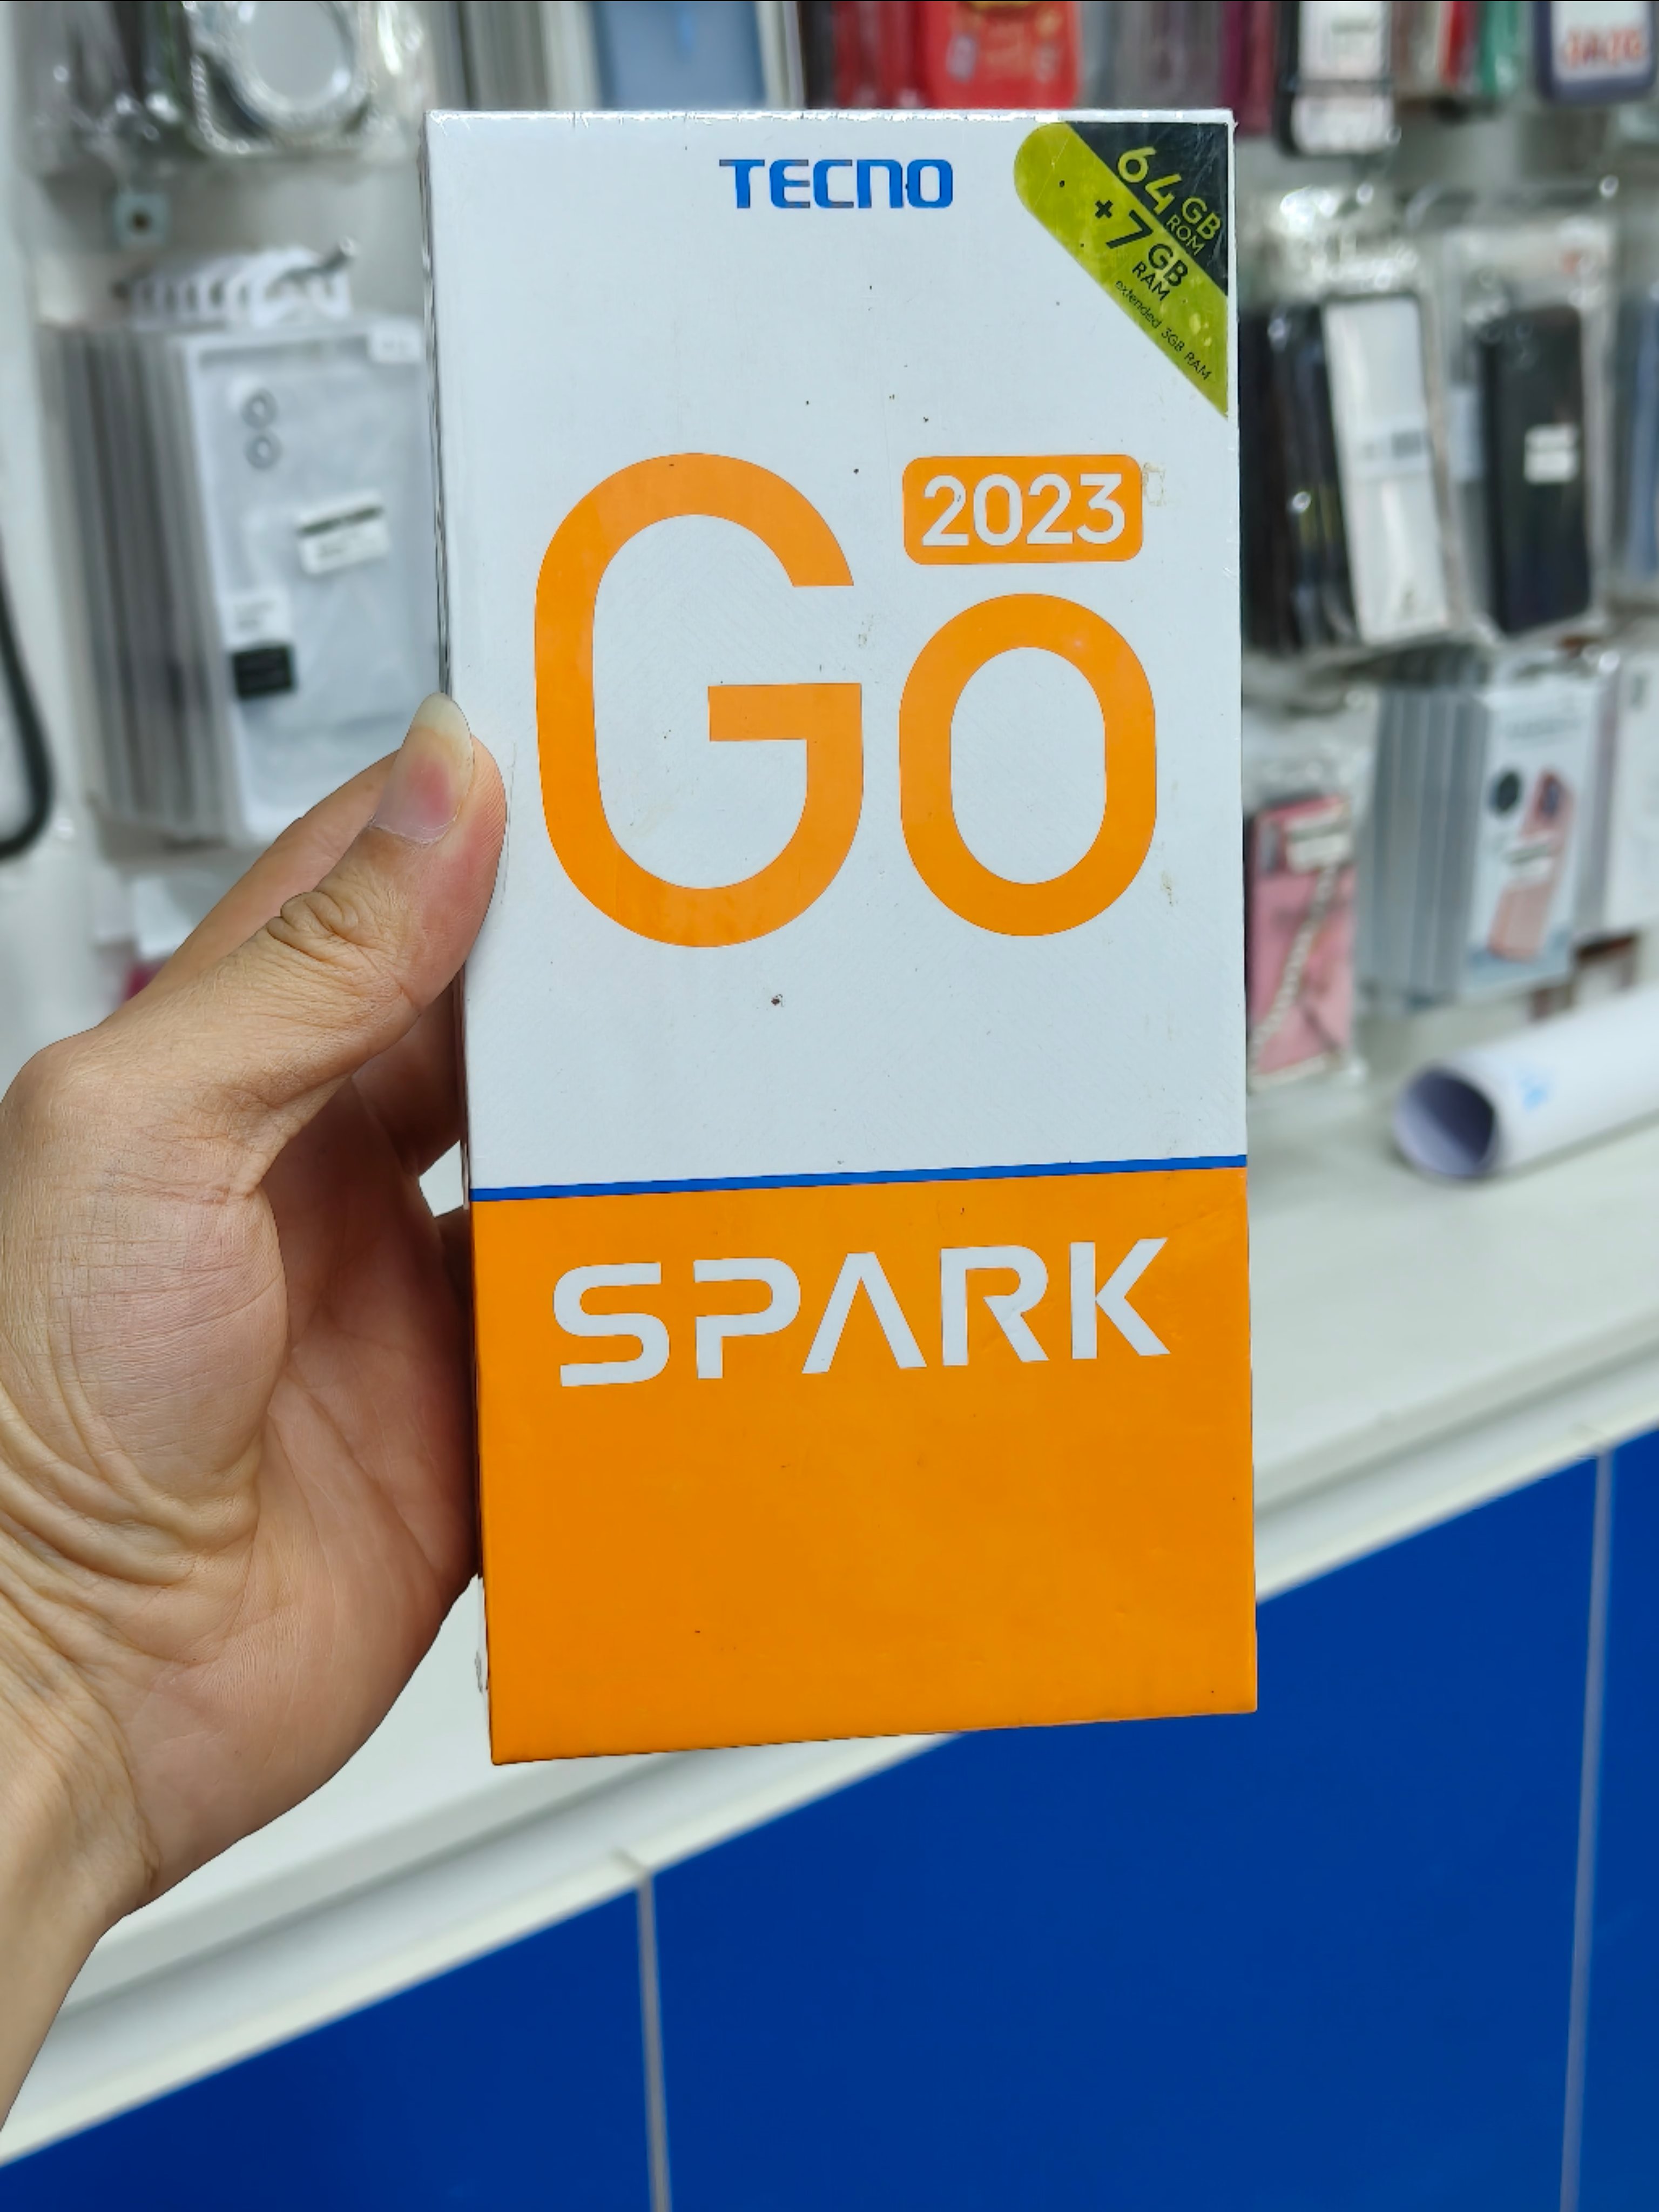 TECNO
64 GB ROM
+7 GB RAM
extended 3GB RAM
2023
Go
SPARK